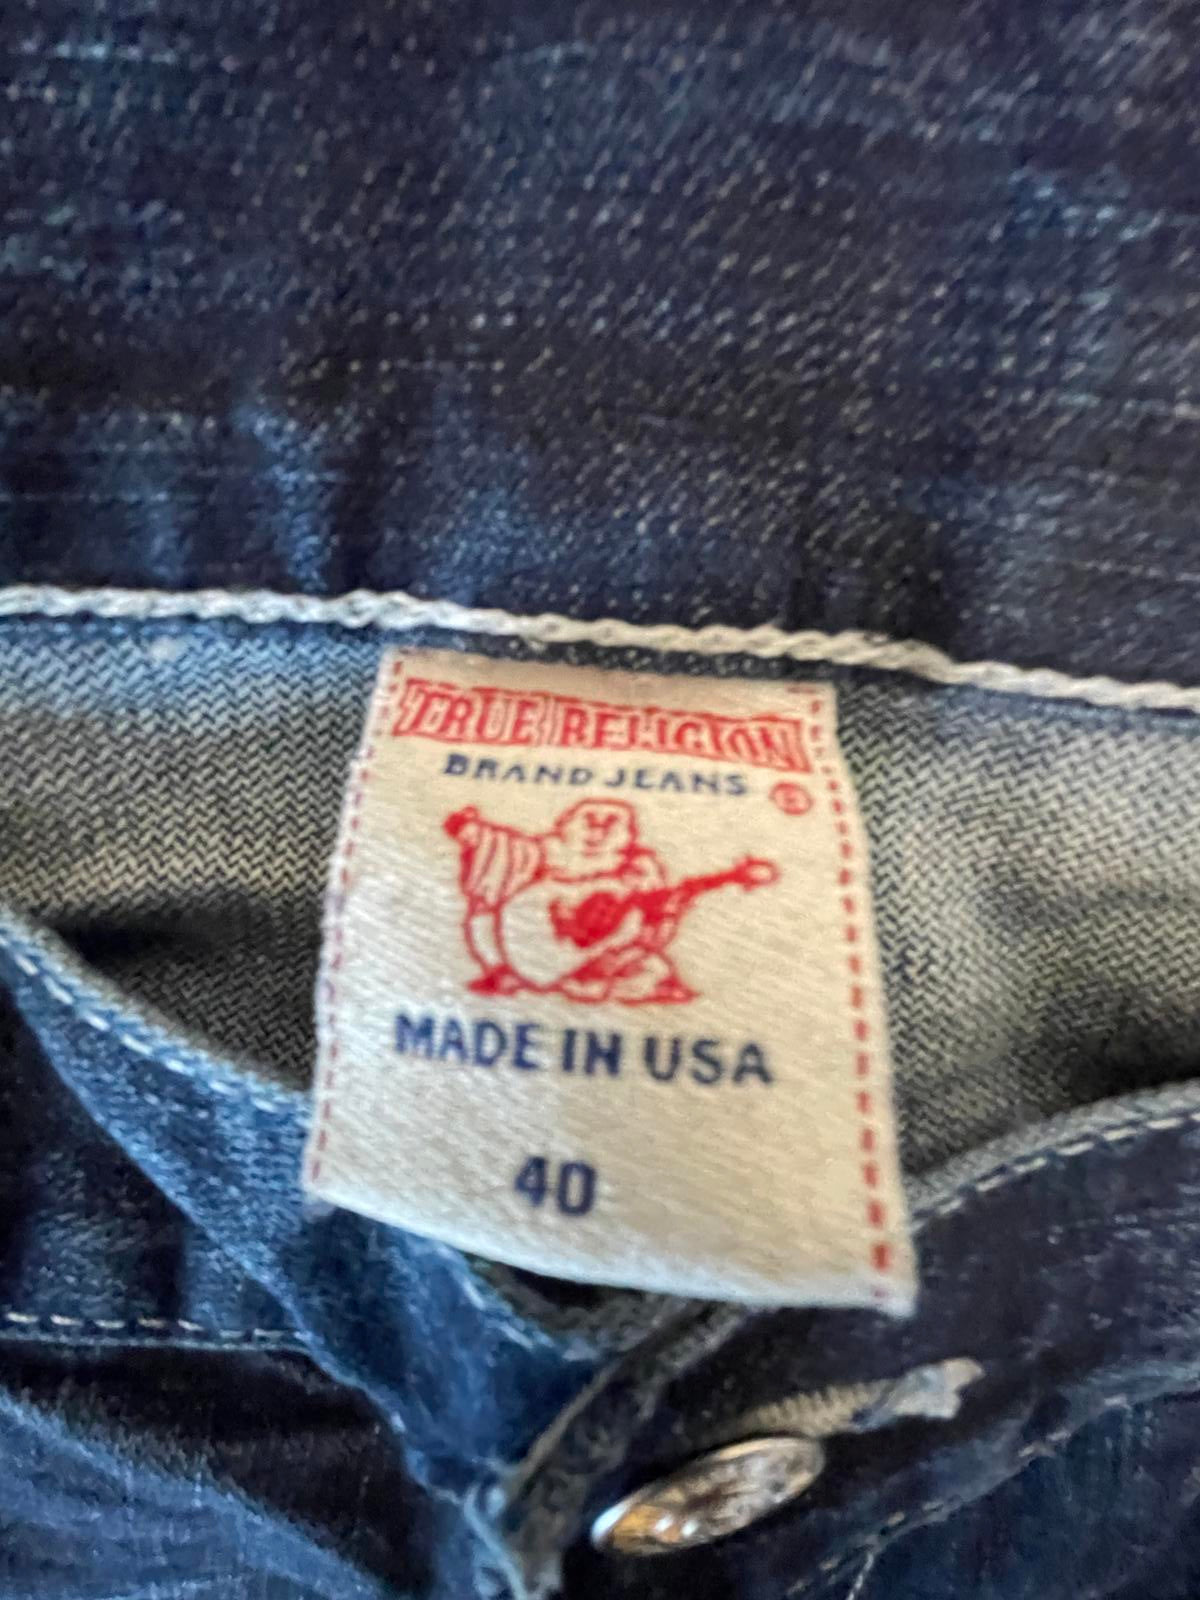 TRUE RELIGION
BRAND JEANS
®
MADE IN USA
40